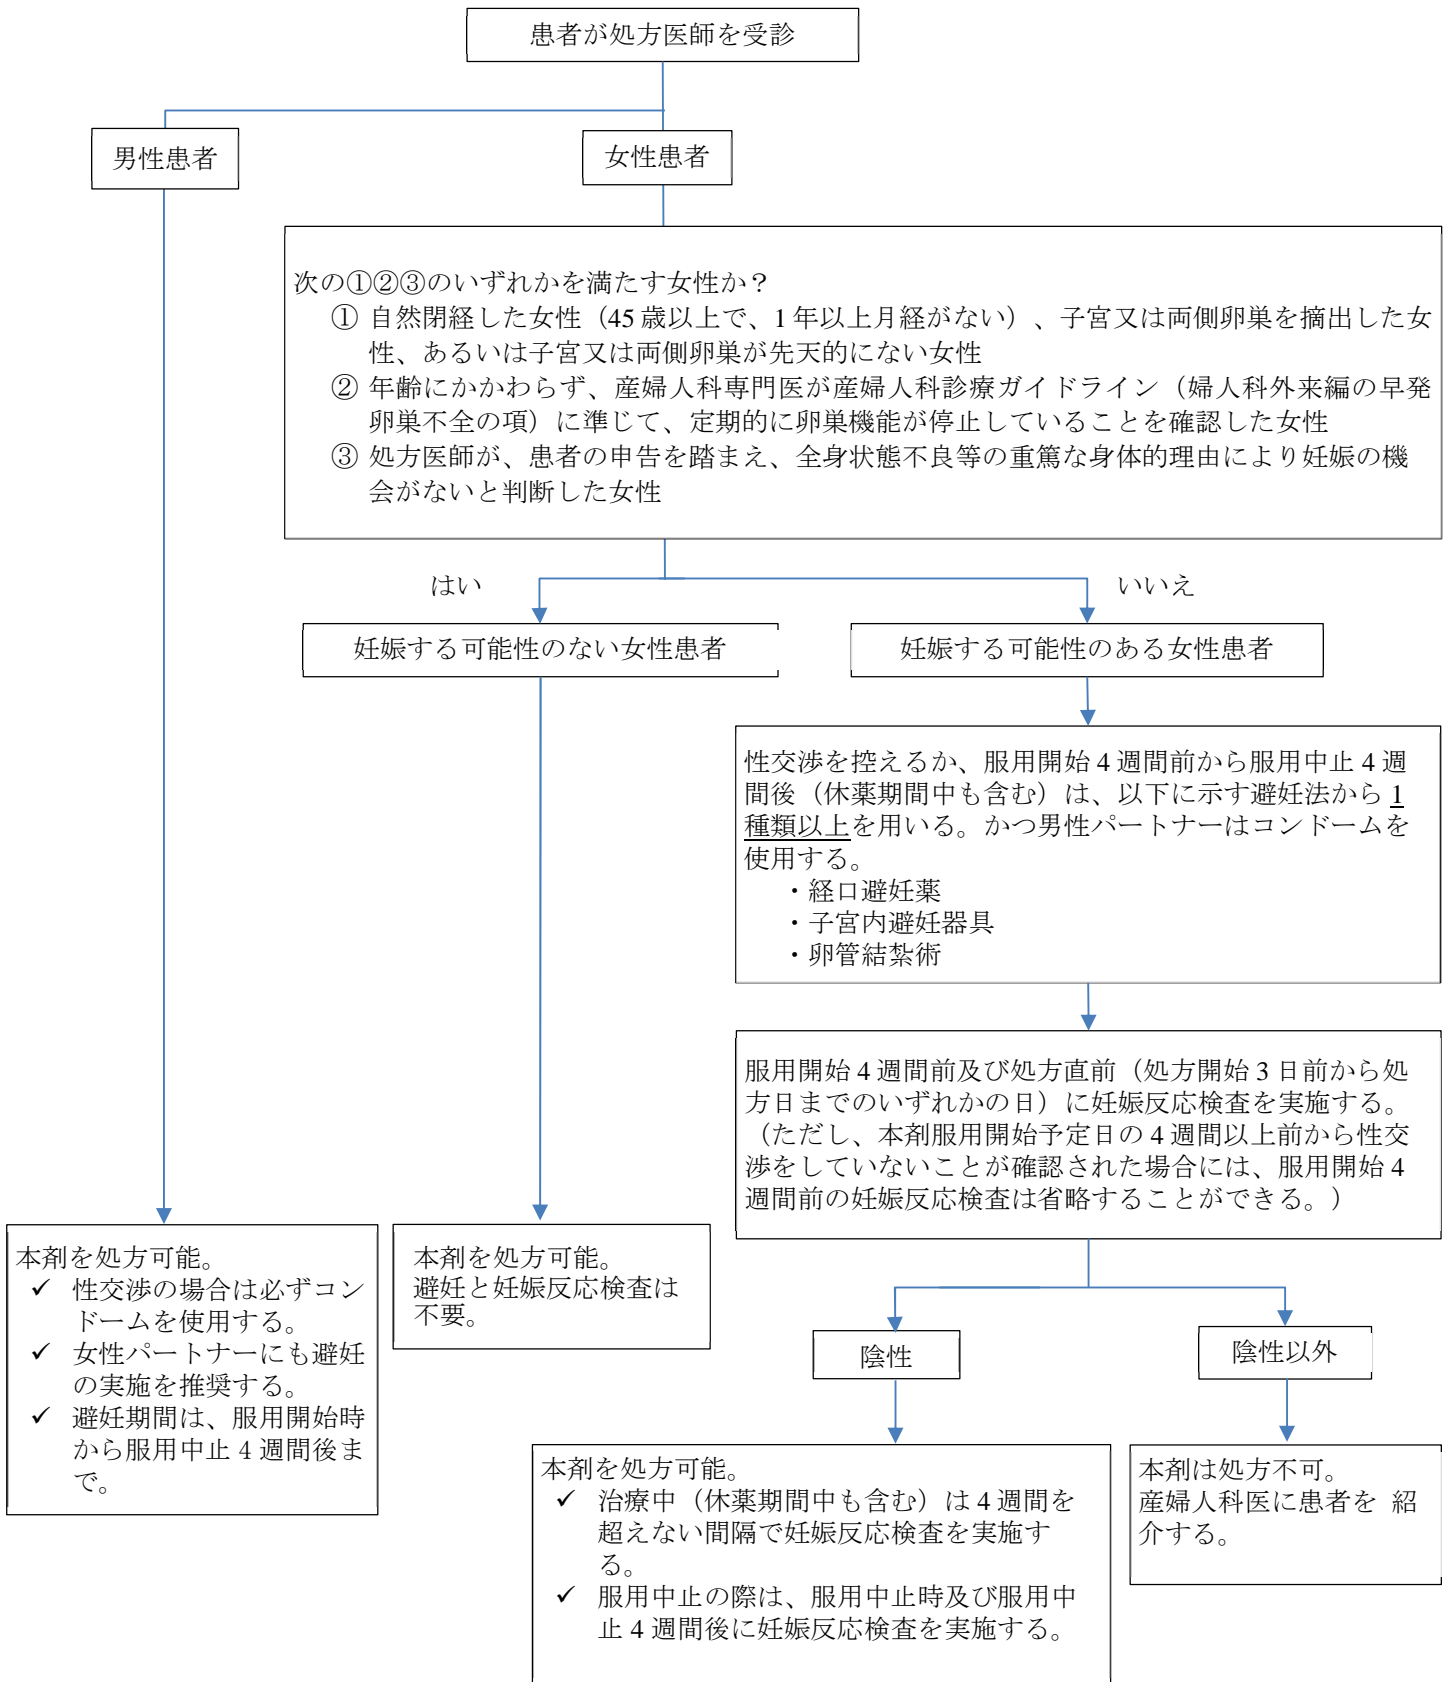 患者が処方医師を受診
男性患者
女性患者
次の①②③のいずれかを満たす女性か？
① 自然閉経した女性（45 歳以上で、1 年以上月経がない）、子宮又は両側卵巣を摘出した女
性、あるいは子宮又は両側卵巣が先天的にない女性
② 年齢にかかわらず、産婦人科専門医が産婦人科診療ガイドライン（婦人科外来編の早発
卵巣不全の項）に準じて、定期的に卵巣機能が停止していることを確認した女性
③ 処方医師が、患者の申告を踏まえ、全身状態不良等の重篤な身体的理由により妊娠の機
会がないと判断した女性
はい
いいえ
妊娠する可能性のない女性患者
妊娠する可能性のある女性患者
性交渉を控えるか、服用開始 4 週間前から服用中止 4 週
間後（休薬期間中も含む）は、以下に示す避妊法から 1
種類以上を用いる。かつ男性パートナーはコンドームを
使用する。
・経口避妊薬
・子宮内避妊器具
・卵管結紮術
服用開始 4 週間前及び処方直前（処方開始 3 日前から処
方日までのいずれかの日）に妊娠反応検査を実施する。
（ただし、本剤服用開始予定日の 4 週間以上前から性交
渉をしていないことが確認された場合には、服用開始 4
週間前の妊娠反応検査は省略することができる。）
本剤を処方可能。
✓ 性交渉の場合は必ずコン
ドームを使用する。
✓ 女性パートナーにも避妊
の実施を推奨する。
✓ 避妊期間は、服用開始時
から服用中止 4 週間後ま
で。
本剤を処方可能。
避妊と妊娠反応検査は
不要。
陰性
陰性以外
本剤を処方可能。
✓ 治療中（休薬期間中も含む）は 4 週間を
超えない間隔で妊娠反応検査を実施す
る。
✓ 服用中止の際は、服用中止時及び服用中
止 4 週間後に妊娠反応検査を実施する。
本剤は処方不可。
産婦人科医に患者を 紹
介する。